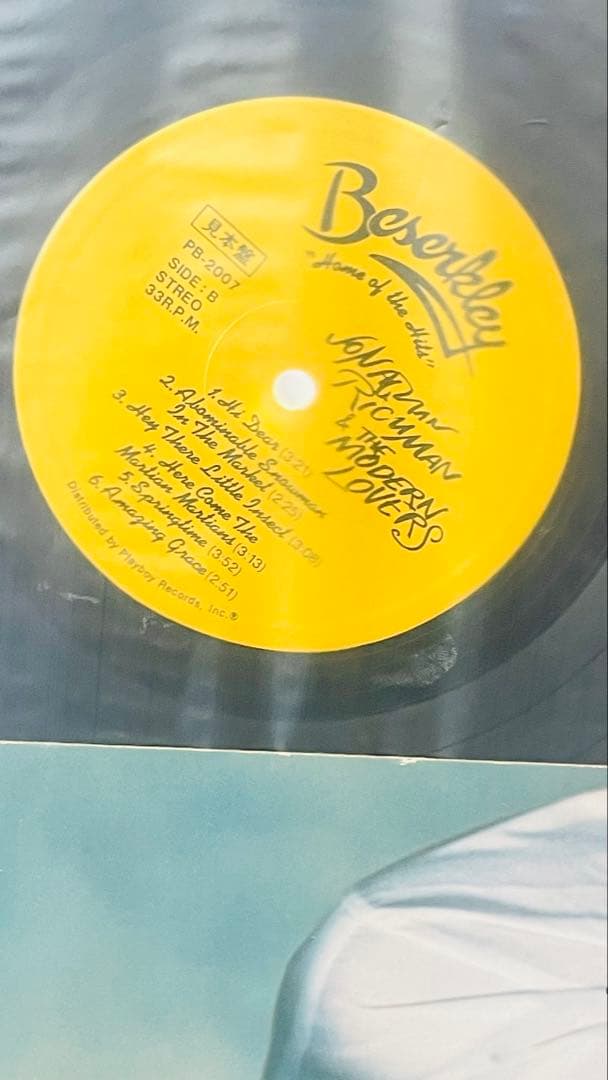 Beserkley
"Home of the Hits"
見本盤
PB-2007
SIDE: B
STREO
33R.P.M.
JONATHAN
RICHMAN
& THE
MODERN
LOVERS
1. Hi Dear (3:21)
2. Abominable Snowman
In The Market (2:25)
3. Hey There Little Insect (3:08)
4. Here Come The
Martian Martians (3.13)
5. Springtime (3:52)
6. Amazing Grace (2:51)
Distributed by Playboy Records, Inc.®